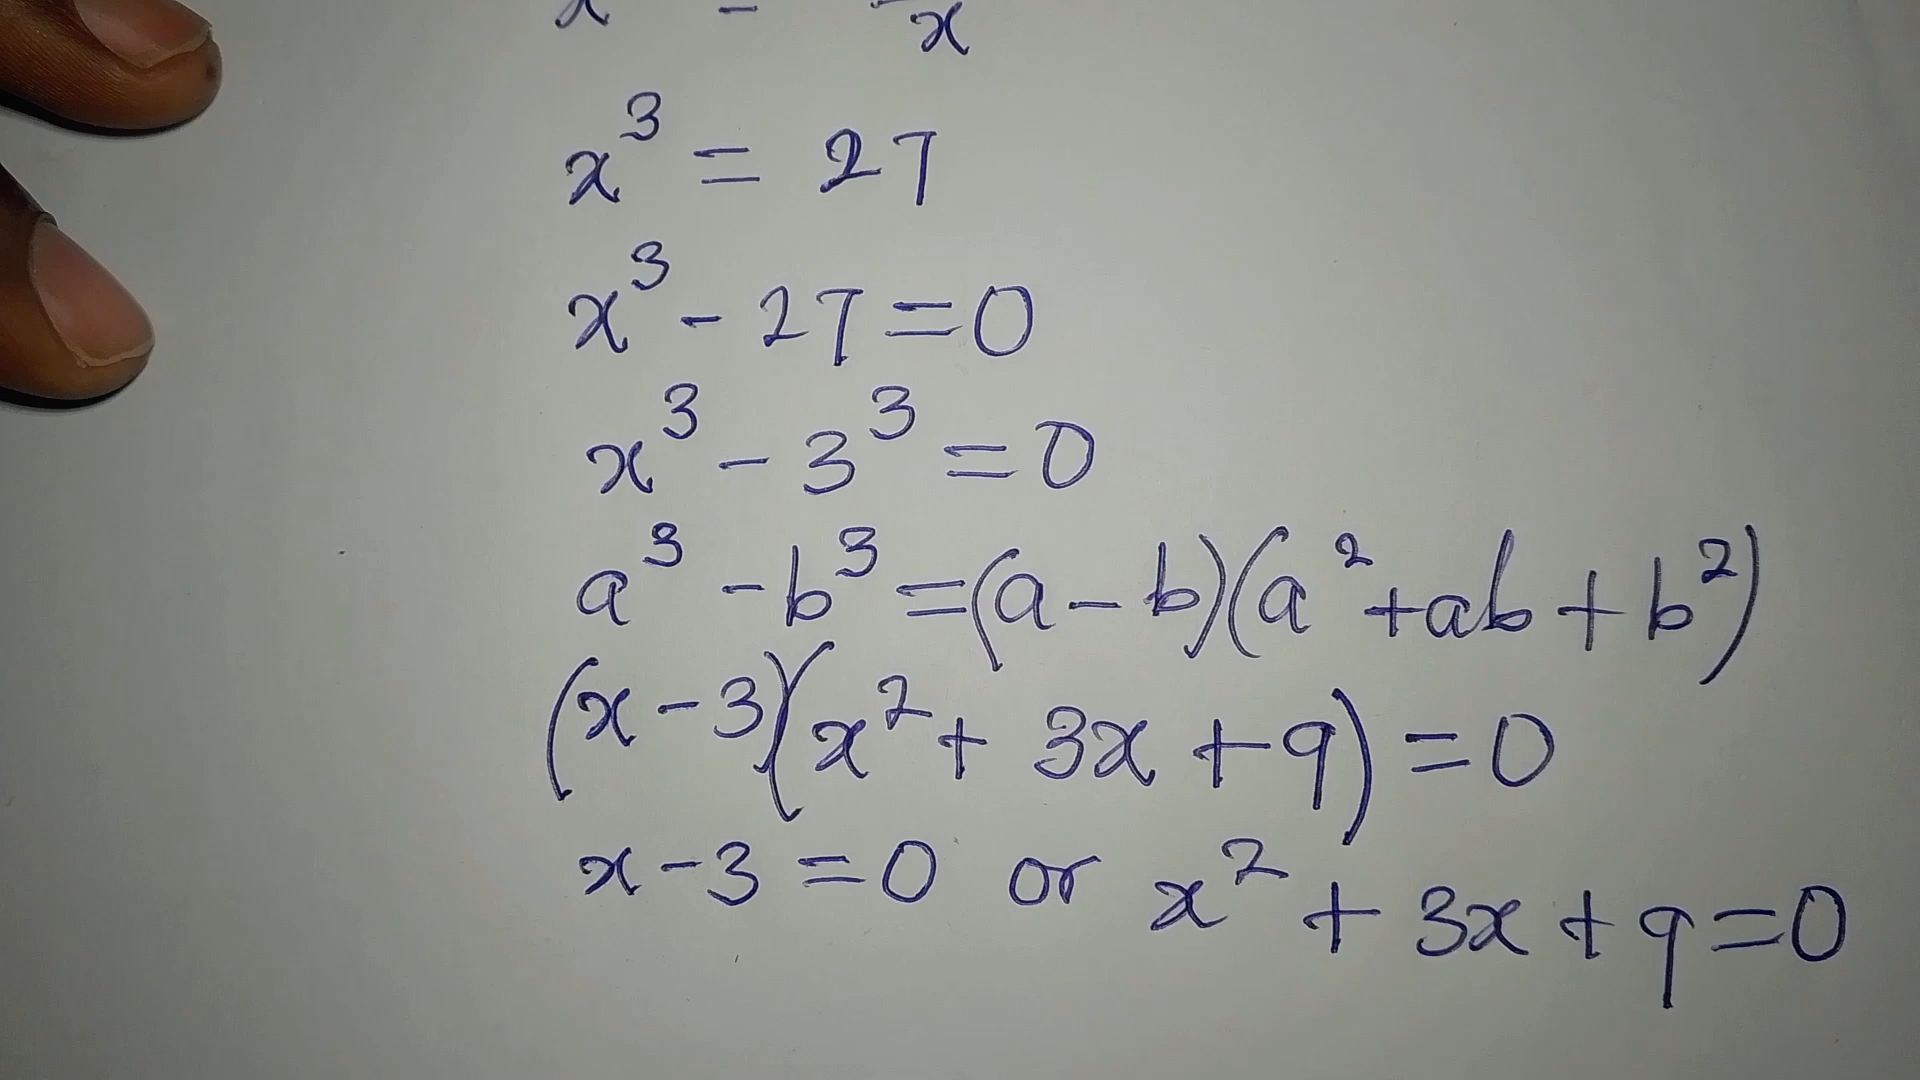 x
x³ = 27
x³ - 27 = 0
x³ - 3³ = 0
a³ - b³ = (a - b)(a² + ab + b²)
(x - 3)(x² + 3x + 9) = 0
x - 3 = 0 or x² + 3x + 9 = 0